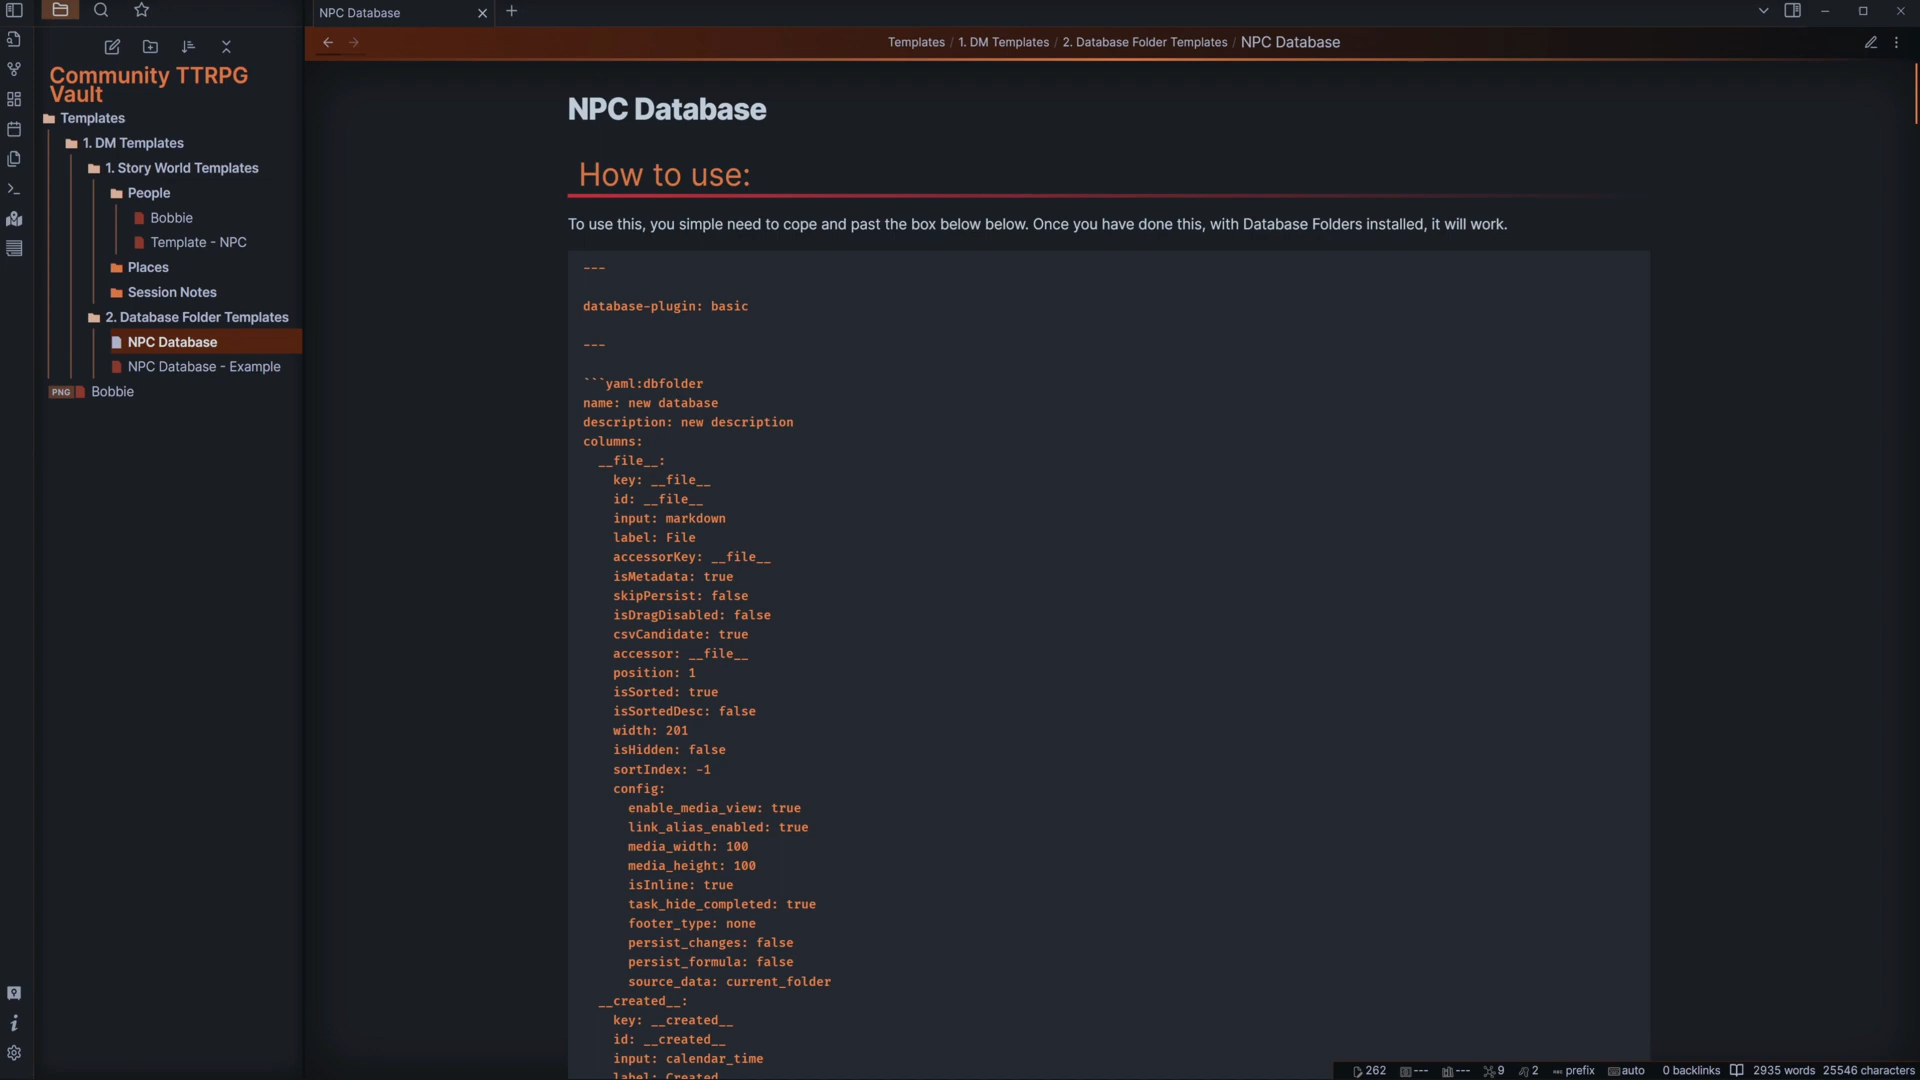 NPC Database
Templates / 1. DM Templates / 2. Database Folder Templates / NPC Database
Community TTRPG
Vault
Templates
1. DM Templates
1. Story World Templates
People
Bobbie
Template - NPC
Places
Session Notes
2. Database Folder Templates
NPC Database
NPC Database - Example
PNG Bobbie
NPC Database
How to use:
To use this, you simple need to cope and past the box below below. Once you have done this, with Database Folders installed, it will work.
---
database-plugin: basic
---
```yaml:dbfolder
name: new database
description: new description
columns:
__file__:
key: __file__
id: __file__
input: markdown
label: File
accessorKey: __file__
isMetadata: true
skipPersist: false
isDragDisabled: false
csvCandidate: true
accessor: __file__
position: 1
isSorted: true
isSortedDesc: false
width: 201
isHidden: false
sortIndex: -1
config:
enable_media_view: true
link_alias_enabled: true
media_width: 100
media_height: 100
isInline: true
task_hide_completed: true
footer_type: none
persist_changes: false
persist_formula: false
source_data: current_folder
__created__:
key: __created__
id: __created__
input: calendar_time
label: Created
262 --- --- 9 2 prefix auto 0 backlinks 2935 words 25546 characters